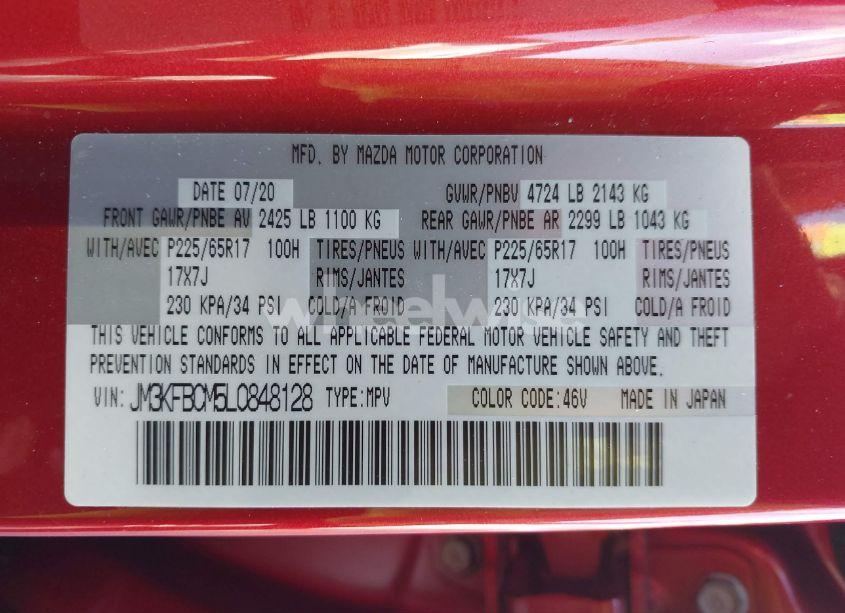 MFD. BY MAZDA MOTOR CORPORATION
DATE 07/20 GVWR/PNBV 4724 LB 2143 KG
FRONT GAWR/PNBE AV 2425 LB 1100 KG REAR GAWR/PNBE AR 2299 LB 1043 KG
WITH/AVEC P225/65R17 100H TIRES/PNEUS WITH/AVEC P225/65R17 100H TIRES/PNEUS
17X7J RIMS/JANTES 17X7J RIMS/JANTES
230 KPA/34 PSI COLD/A FROID 230 KPA/34 PSI COLD/A FROID
wheelwise
THIS VEHICLE CONFORMS TO ALL APPLICABLE FEDERAL MOTOR VEHICLE SAFETY AND THEFT
PREVENTION STANDARDS IN EFFECT ON THE DATE OF MANUFACTURE SHOWN ABOVE.
VIN: JM3KFBCM5L0848128 TYPE:MPV COLOR CODE:46V MADE IN JAPAN